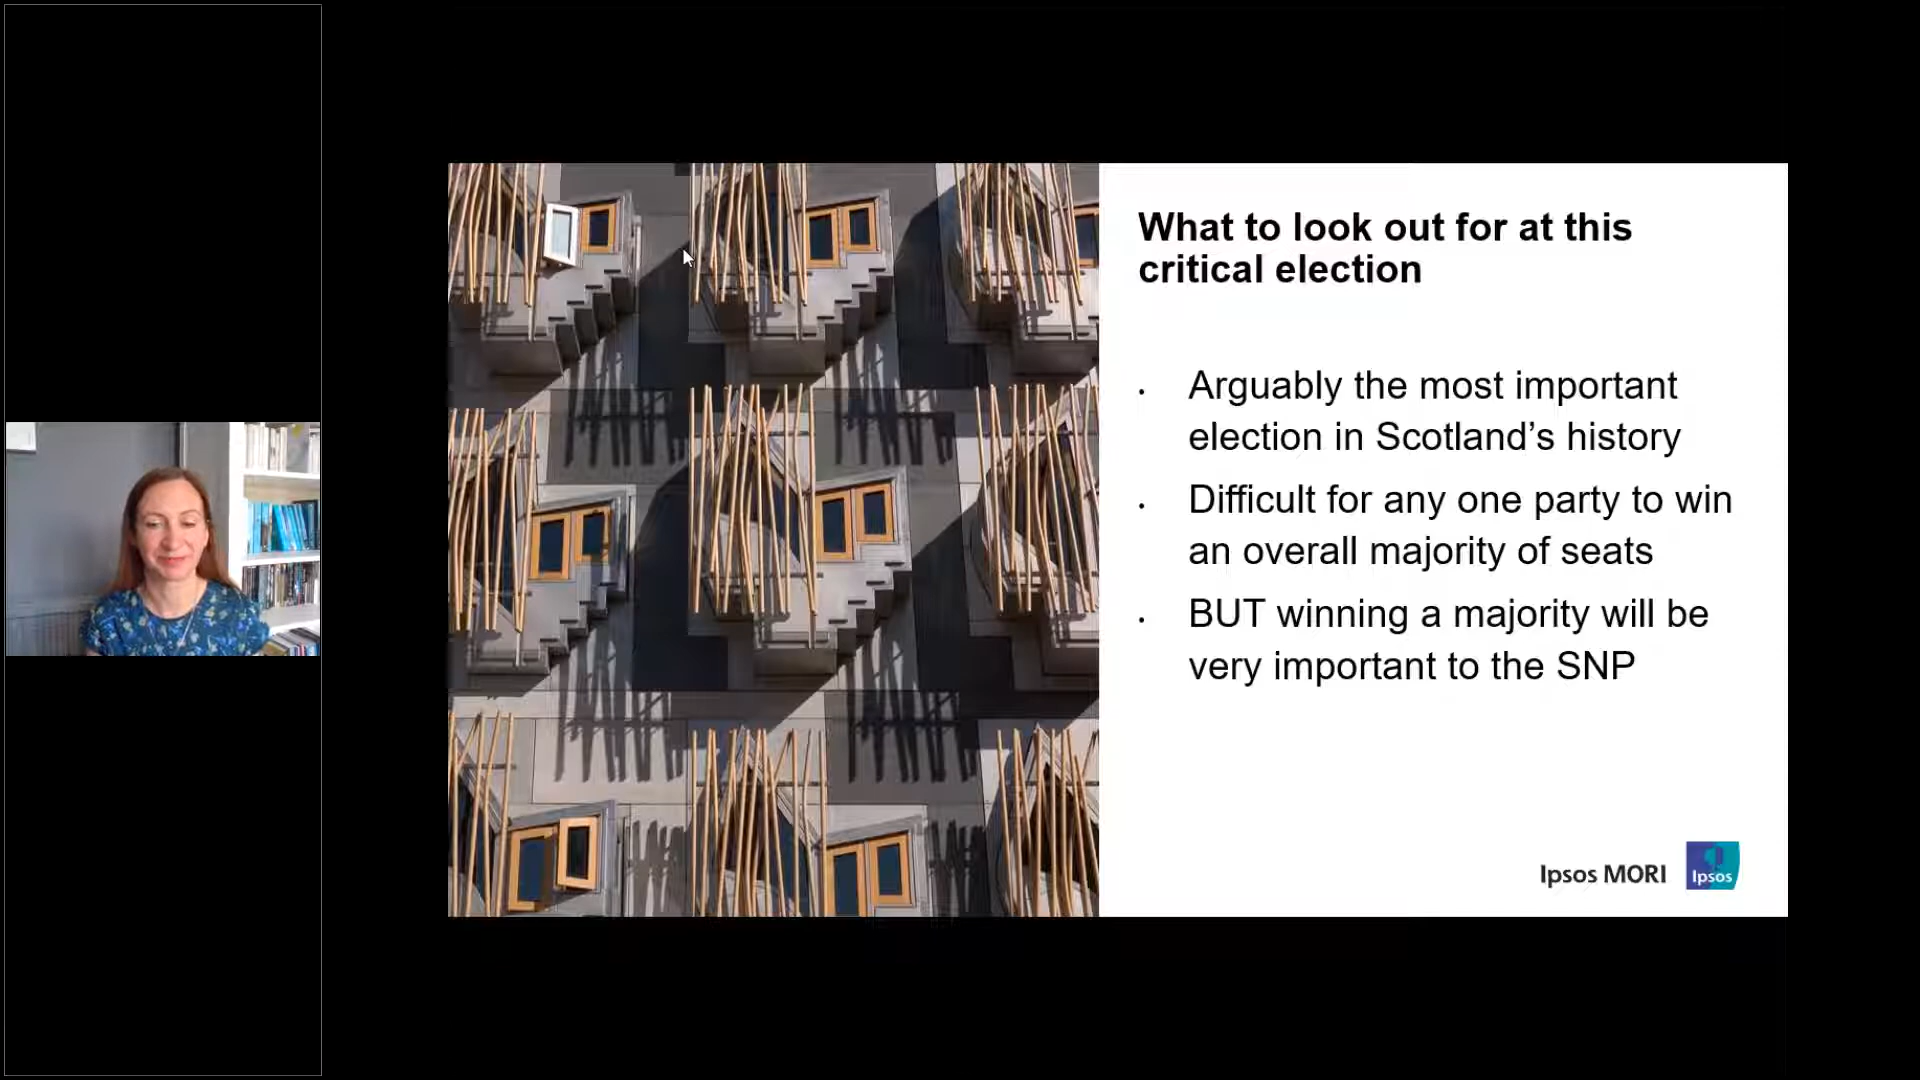 What to look out for at this
critical election
• Arguably the most important
election in Scotland’s history
• Difficult for any one party to win
an overall majority of seats
• BUT winning a majority will be
very important to the SNP
Ipsos MORI
Ipsos